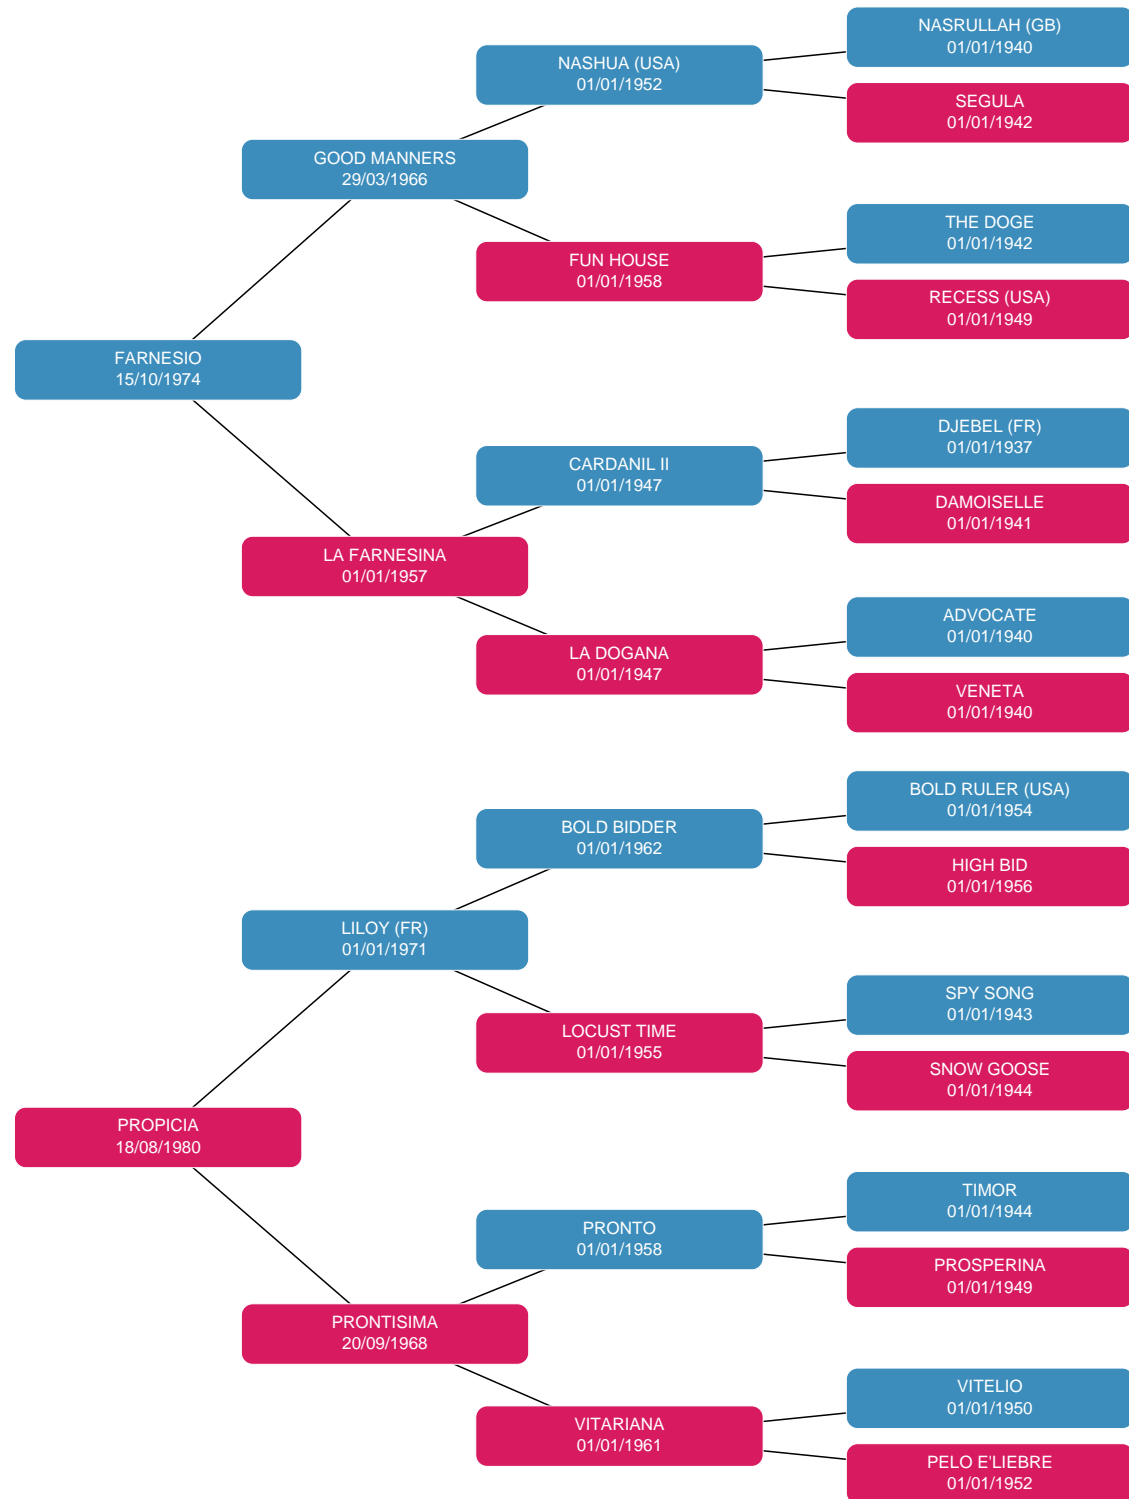 NASRULLAH (GB)
01/01/1940
NASHUA (USA)
01/01/1952
SEGULA
01/01/1942
GOOD MANNERS
29/03/1966
THE DOGE
01/01/1942
FUN HOUSE
01/01/1958
RECESS (USA)
01/01/1949
FARNESIO
15/10/1974
DJEBEL (FR)
01/01/1937
CARDANIL II
01/01/1947
DAMOISELLE
01/01/1941
LA FARNESINA
01/01/1957
ADVOCATE
01/01/1940
LA DOGANA
01/01/1947
VENETA
01/01/1940
BOLD RULER (USA)
01/01/1954
BOLD BIDDER
01/01/1962
HIGH BID
01/01/1956
LILOY (FR)
01/01/1971
SPY SONG
01/01/1943
LOCUST TIME
01/01/1955
SNOW GOOSE
01/01/1944
PROPICIA
18/08/1980
TIMOR
01/01/1944
PRONTO
01/01/1958
PROSPERINA
01/01/1949
PRONTISIMA
20/09/1968
VITELIO
01/01/1950
VITARIANA
01/01/1961
PELO E'LIEBRE
01/01/1952